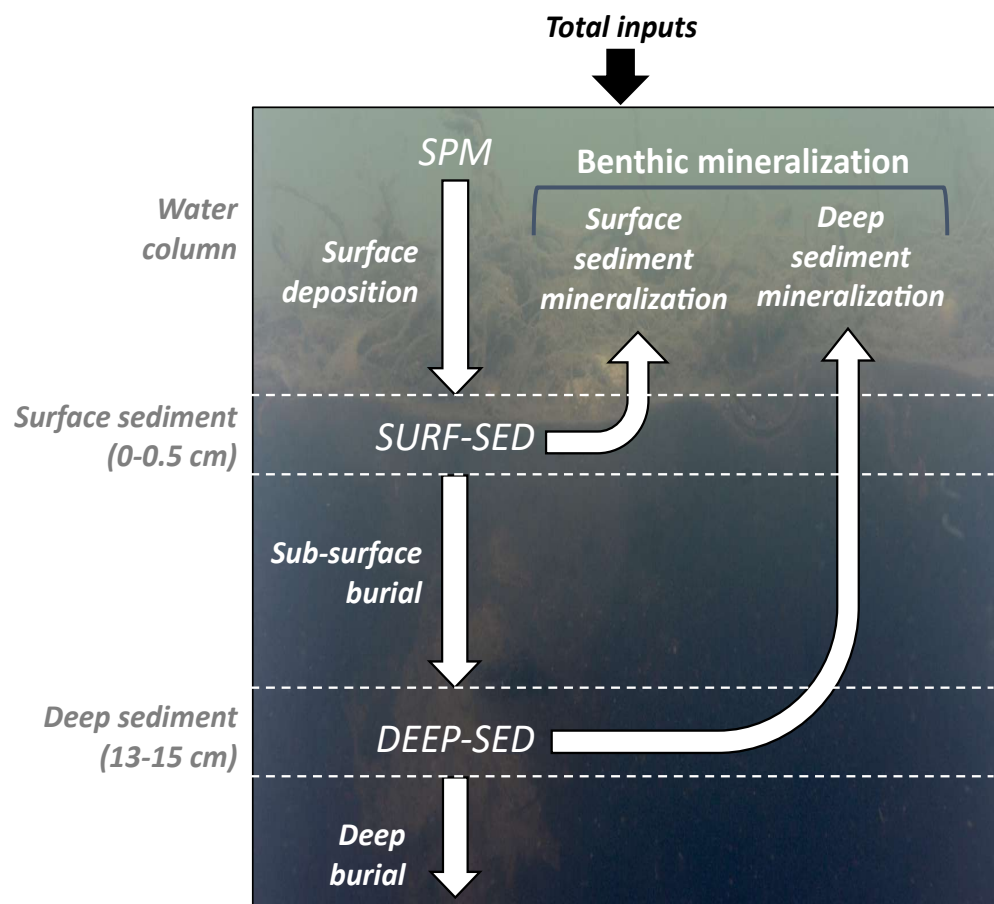 Total inputs
SPM
Benthic mineralization
Water
column
Surface
deposition
Surface
sediment
mineralization
Deep
sediment
mineralization
Surface sediment
(0-0.5 cm)
SURF-SED
Sub-surface
burial
Deep sediment
(13-15 cm)
DEEP-SED
Deep
burial